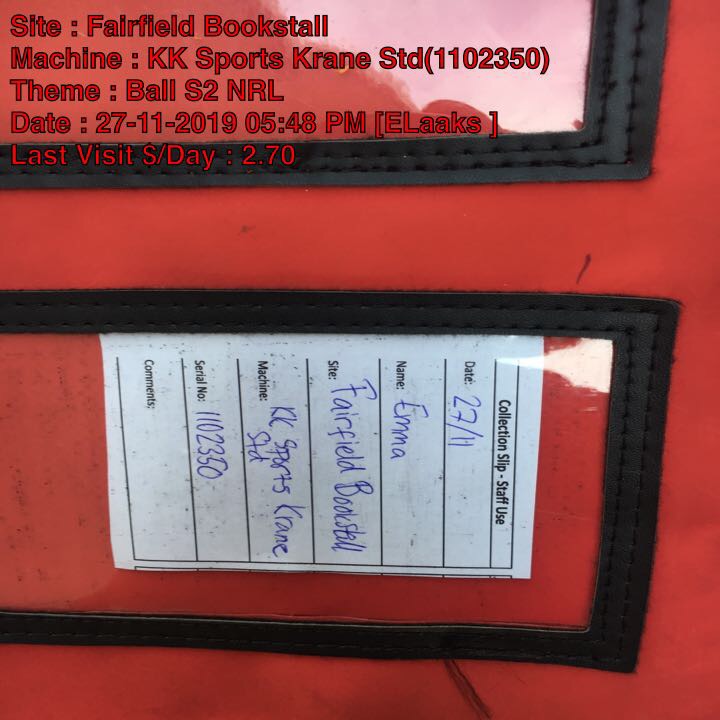 Site : Fairfield Bookstall
Machine : KK Sports Krane Std(1102350)
Theme : Ball S2 NRL
Date : 27-11-2019 05:48 PM [ELaaks ]
Last Visit $/Day : 2.70
Collection Slip - Staff Use
Date: 27/11
Name: Emma
Site: Fairfield Bookstall
Machine: KK Sports Krane
Std
Serial No: 1102350
Comments: